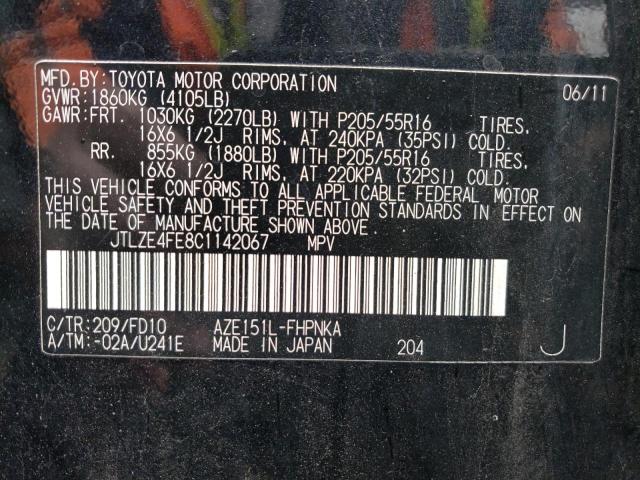 MFD.BY:TOYOTA MOTOR CORPORATION 06/11
GVWR:1860KG (4105LB)
GAWR:FRT. 1030KG (2270LB) WITH P205/55R16 TIRES,
16X6 1/2J RIMS, AT 240KPA (35PSI) COLD.
RR. 855KG (1880LB) WITH P205/55R16 TIRES,
16X6 1/2J RIMS, AT 220KPA (32PSI) COLD.
THIS VEHICLE CONFORMS TO ALL APPLICABLE FEDERAL MOTOR
VEHICLE SAFETY AND THEFT PREVENTION STANDARDS IN EFFECT ON
THE DATE OF MANUFACTURE SHOWN ABOVE.
JTLZE4FE8C1142067 MPV
C/TR:209/FD10 AZE151L-FHPNKA
A/TM:-02A/U241E MADE IN JAPAN 204 J